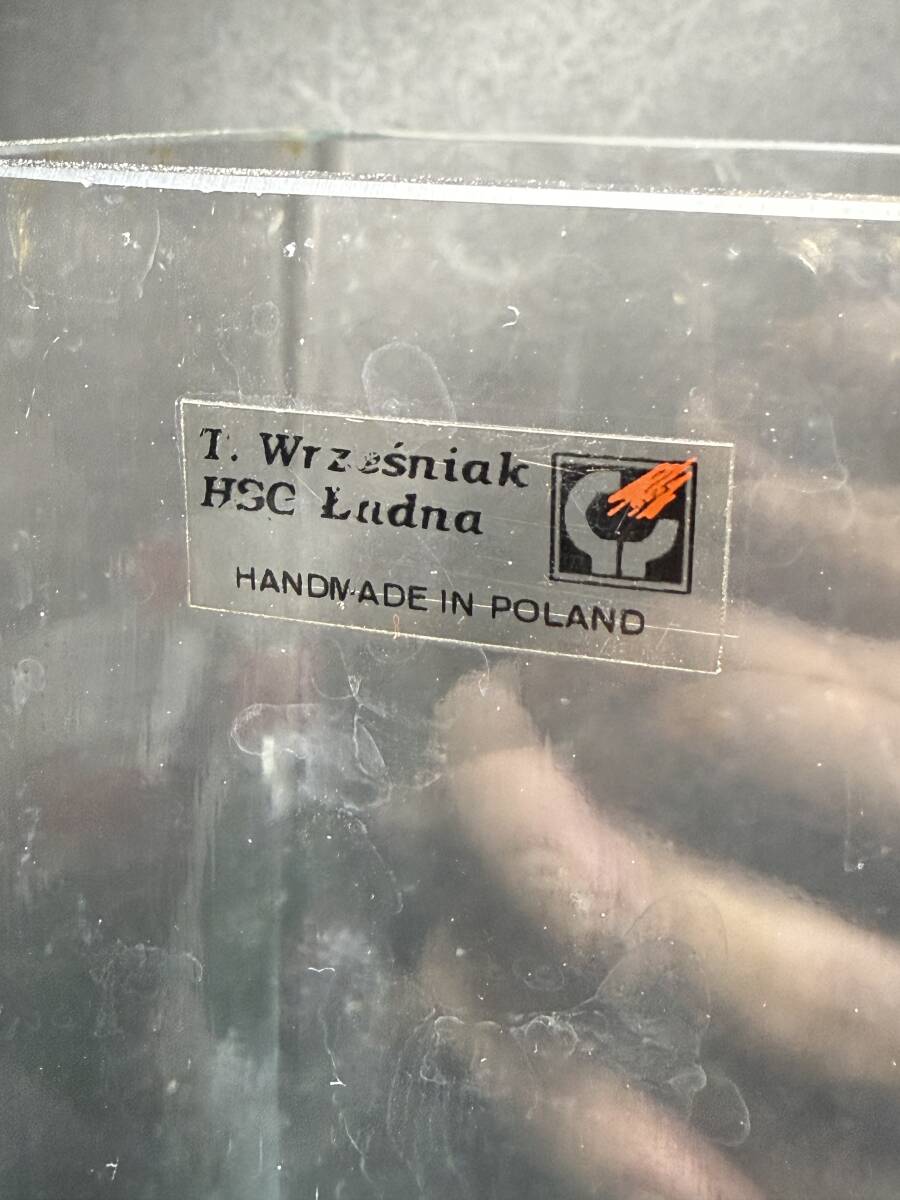 T. Wrześniak
HSG Ładna
HANDMADE IN POLAND